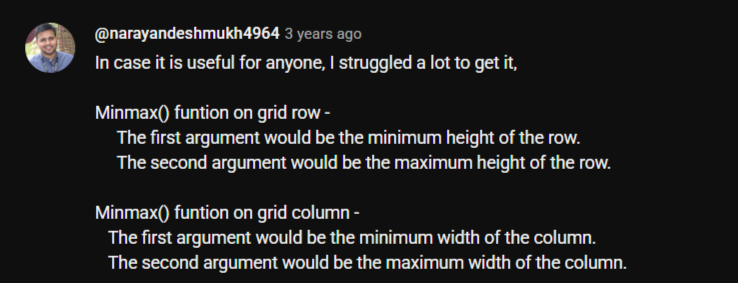 @narayandeshmukh4964 3 years ago
In case it is useful for anyone, I struggled a lot to get it,
Minmax() funtion on grid row -
The first argument would be the minimum height of the row.
The second argument would be the maximum height of the row.
Minmax() funtion on grid column -
The first argument would be the minimum width of the column.
The second argument would be the maximum width of the column.